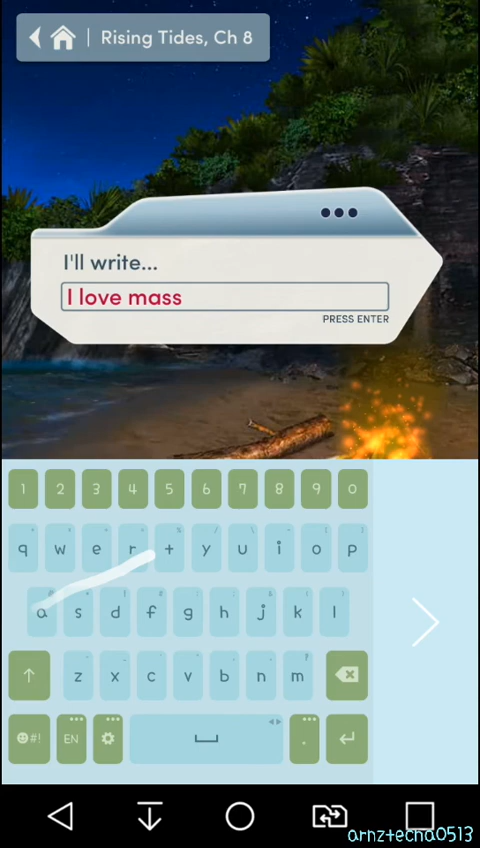 Rising Tides, Ch 8
I'll write...
I love mass
PRESS ENTER
1 2 3 4 5 6 7 8 9 0
q w e r t y u i o p
a s d f g h j k l
z x c v b n m
#! EN .
arnztecha0513